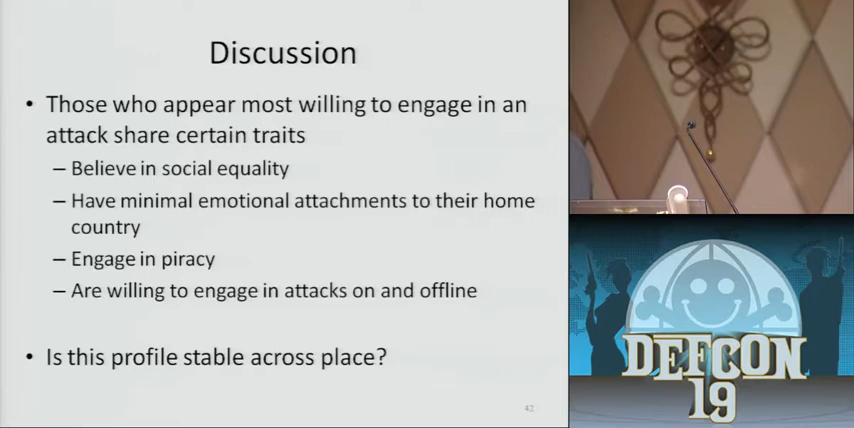 Discussion
• Those who appear most willing to engage in an
attack share certain traits
– Believe in social equality
– Have minimal emotional attachments to their home
country
– Engage in piracy
– Are willing to engage in attacks on and offline
• Is this profile stable across place?
42
DEFCON
19